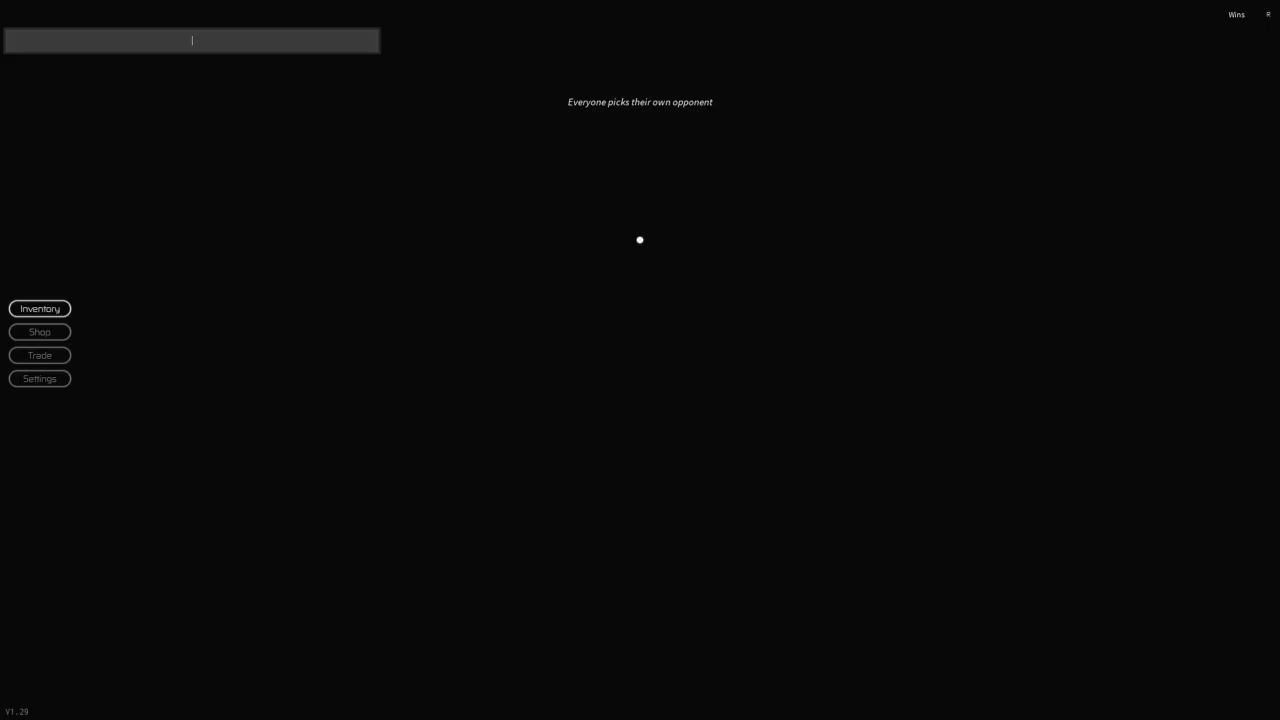 Wins R
Everyone picks their own opponent
Inventory
Shop
Trade
Settings
V1.29